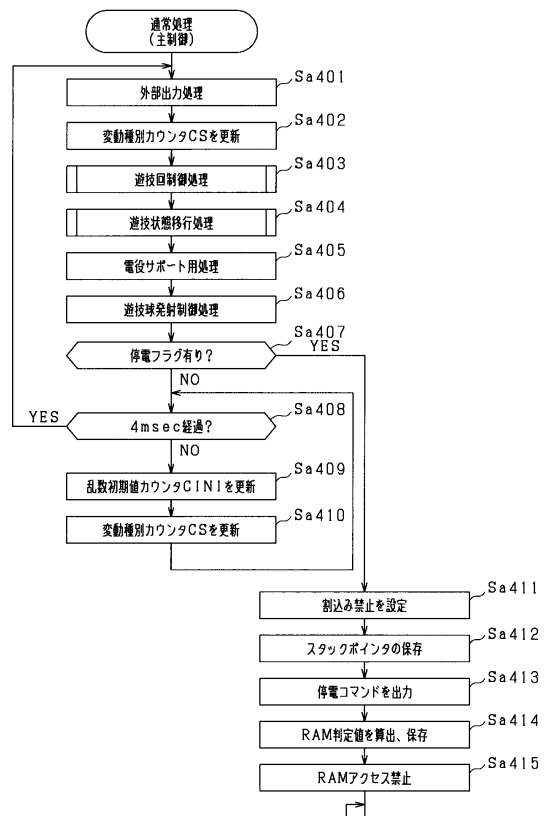 通常処理
(主制御)
外部出力処理
Sa401
変動種別カウンタCSを更新
Sa402
遊技回制御処理
Sa403
遊技状態移行処理
Sa404
電役サポート用処理
Sa405
遊技球発射制御処理
Sa406
停電フラグ有り?
Sa407
YES
NO
4msec経過?
Sa408
YES
NO
乱数初期値カウンタCINIを更新
Sa409
変動種別カウンタCSを更新
Sa410
割込み禁止を設定
Sa411
スタックポインタの保存
Sa412
停電コマンドを出力
Sa413
RAM判定値を算出、保存
Sa414
RAMアクセス禁止
Sa415